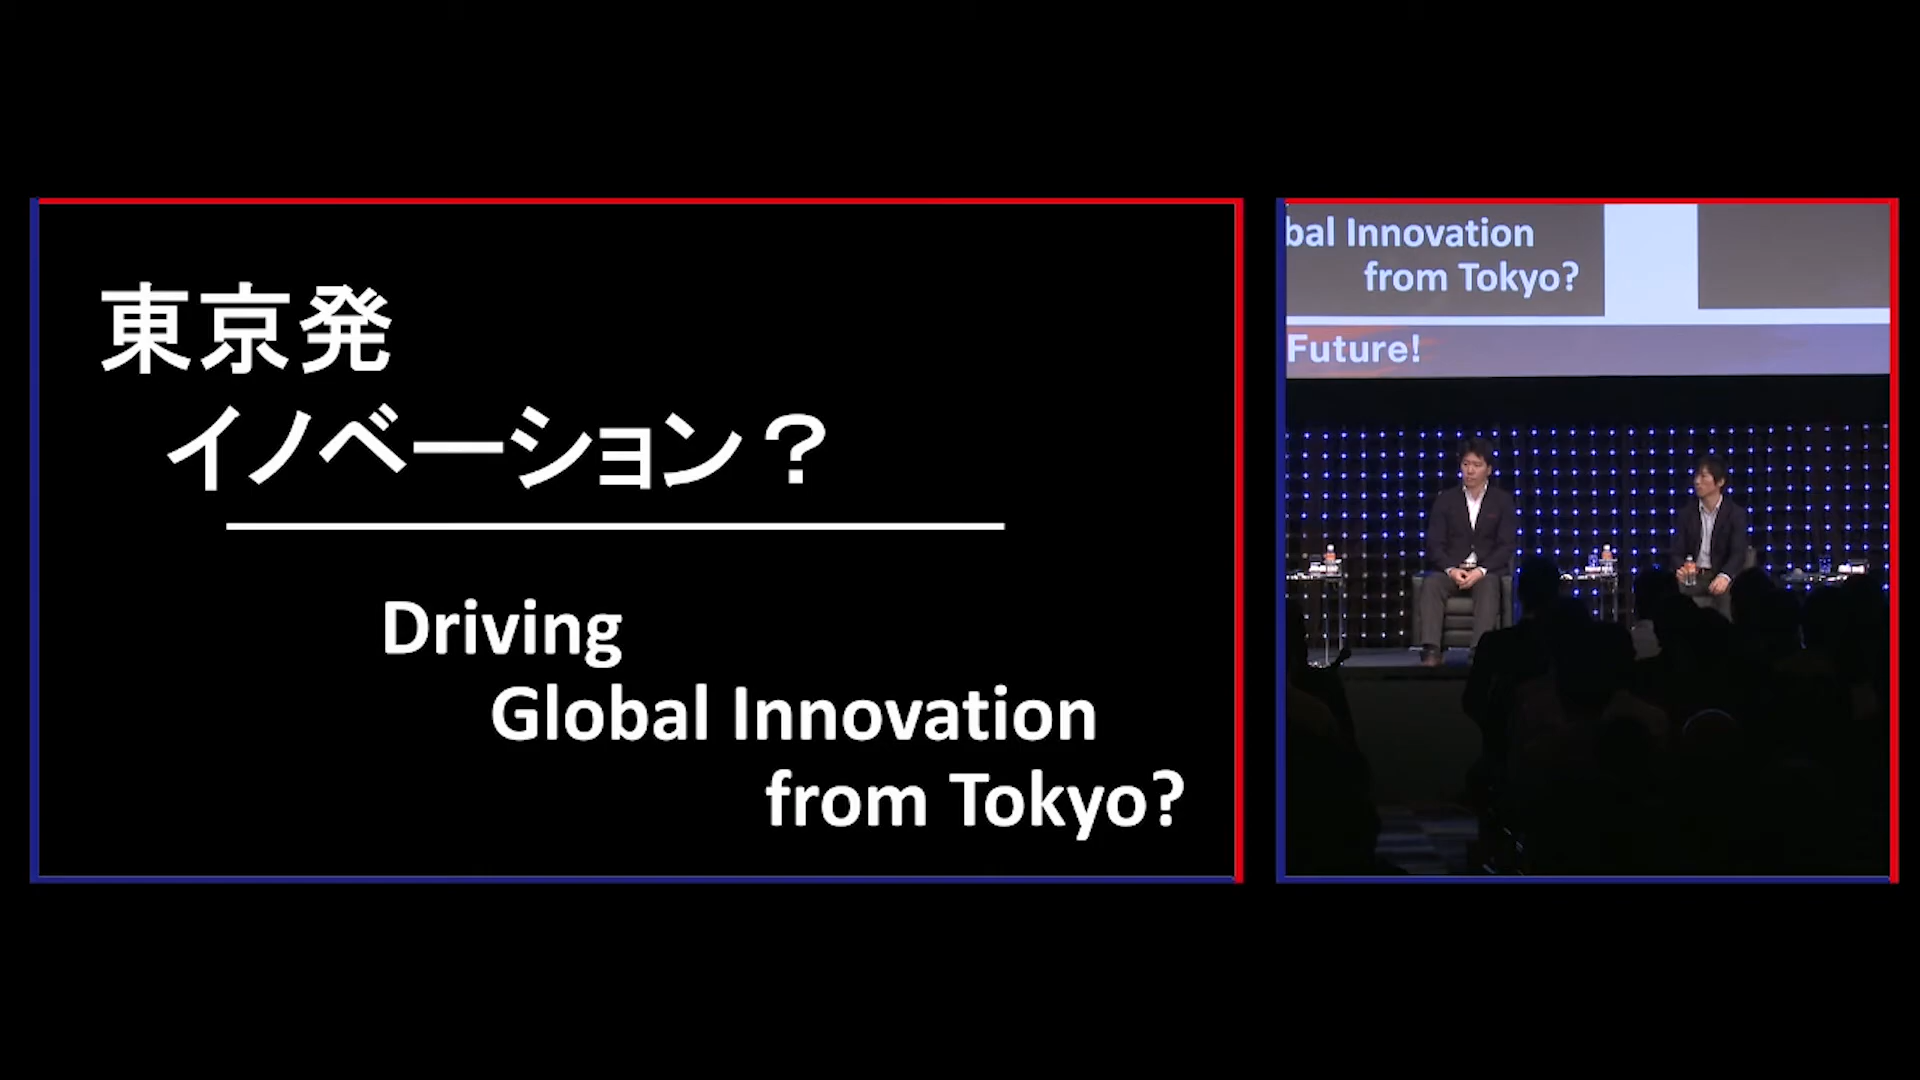 東京発
イノベーション？
Driving
Global Innovation
from Tokyo?
bal Innovation
from Tokyo?
Future!